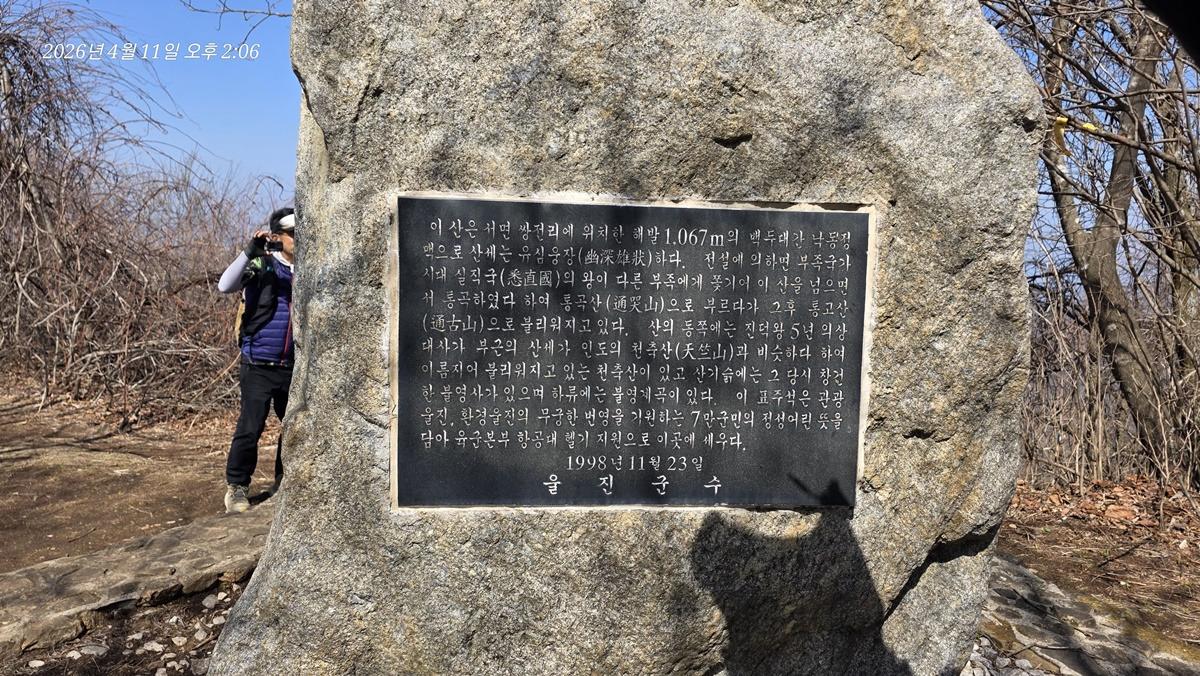 2026년 4월 11일 오후 2:06
이 산은 서면 쌍전리에 위치한 해발 1,067m의 백두대간 낙동정
맥으로 산세는 유심웅장(幽深雄狀)하다. 전설에 의하면 부족국가
시대 실직국(悉直國)의 왕이 다른 부족에게 쫓기어 이 산을 넘으면
서 통곡하였다 하여 통곡산(通哭山)으로 부르다가 그후 통고산
(通古山)으로 불리워지고 있다. 산의 동쪽에는 진덕왕 5년 의상
대사가 부근의 산세가 인도의 천축산(天竺山)과 비슷하다 하여
이름지어 불리워지고 있는 천축산이 있고 산기슭에는 그 당시 창건
한 불영사가 있으며 하류에는 불영계곡이 있다. 이 표주석은 관광
울진, 환경울진의 무궁한 번영을 기원하는 7만군민의 정성어린 뜻을
담아 육군본부 항공대 헬기 지원으로 이곳에 세우다.
1998년 11월 23일
울 진 군 수